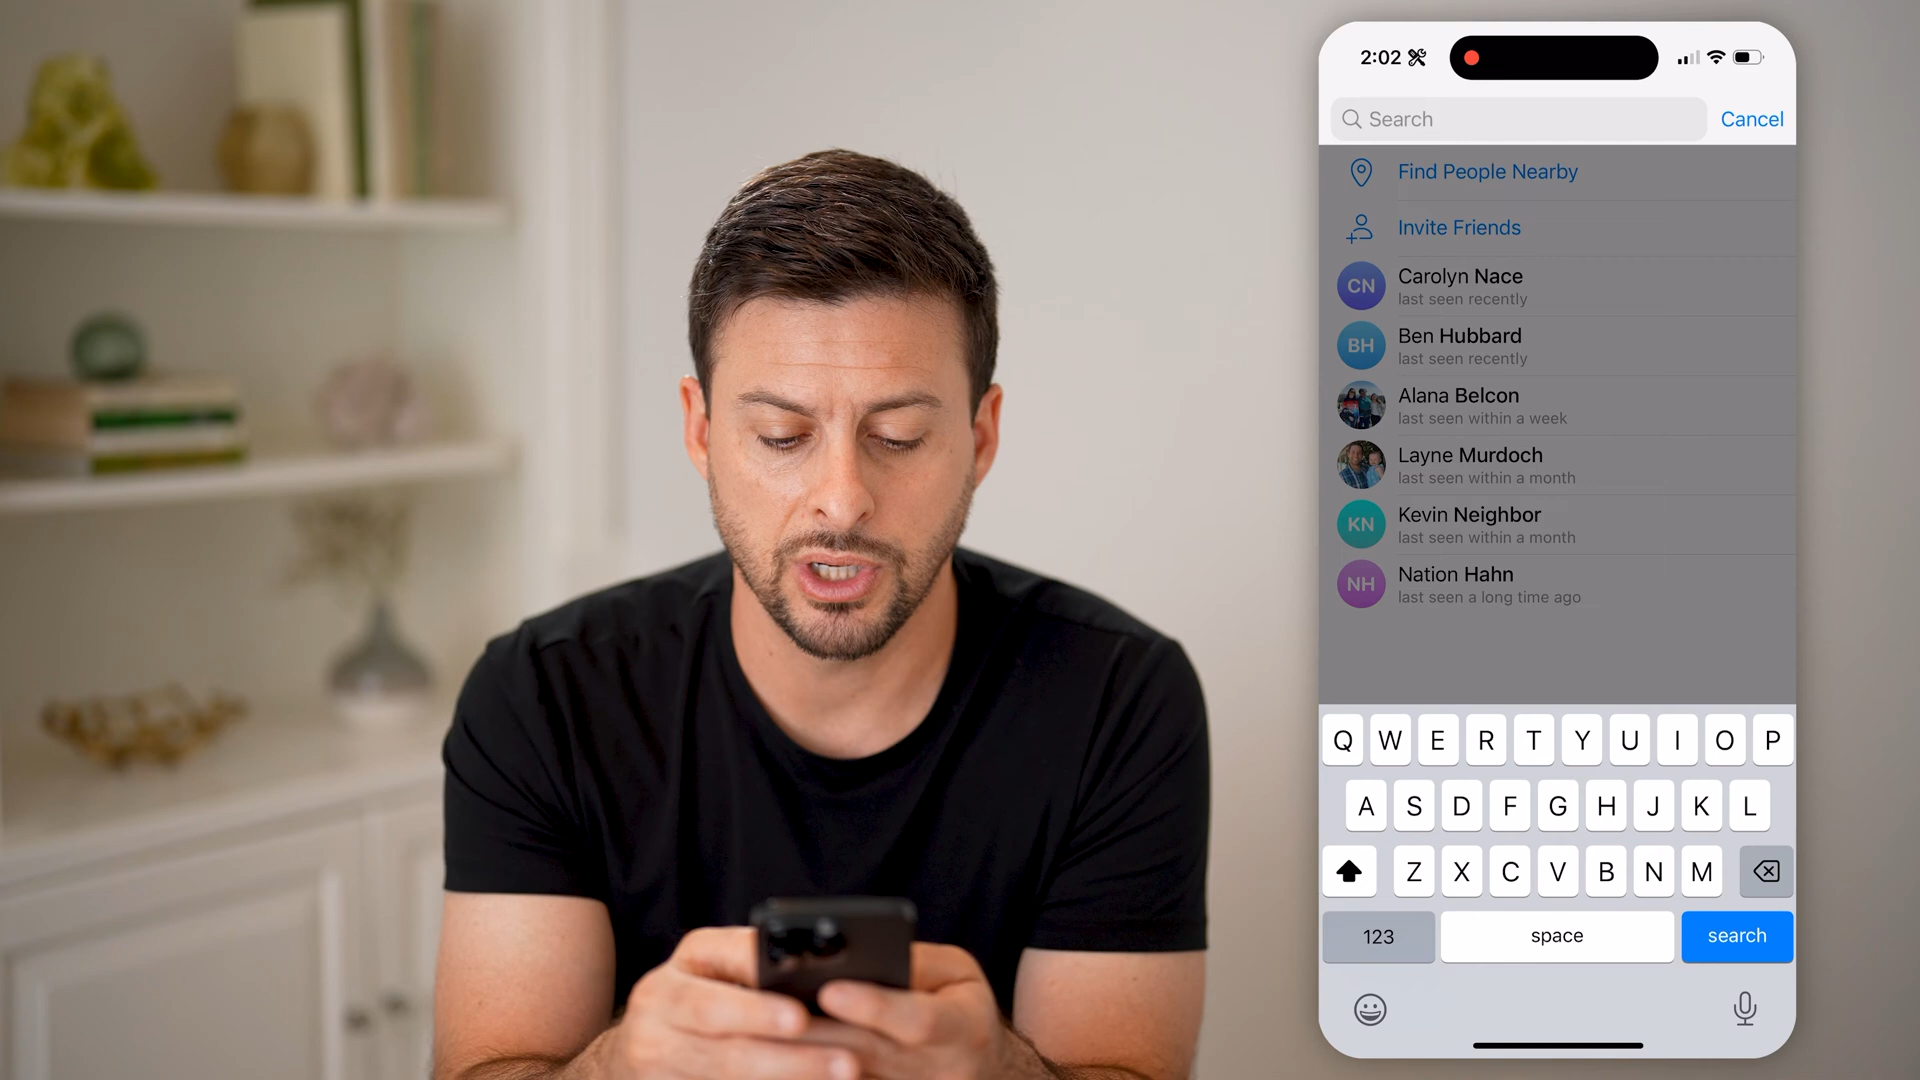 2:02
Search
Cancel
Find People Nearby
Invite Friends
CN
Carolyn Nace
last seen recently
BH
Ben Hubbard
last seen recently
Alana Belcon
last seen within a week
Layne Murdoch
last seen within a month
KN
Kevin Neighbor
last seen within a month
NH
Nation Hahn
last seen a long time ago
Q W E R T Y U I O P
A S D F G H J K L
Z X C V B N M
123 space search